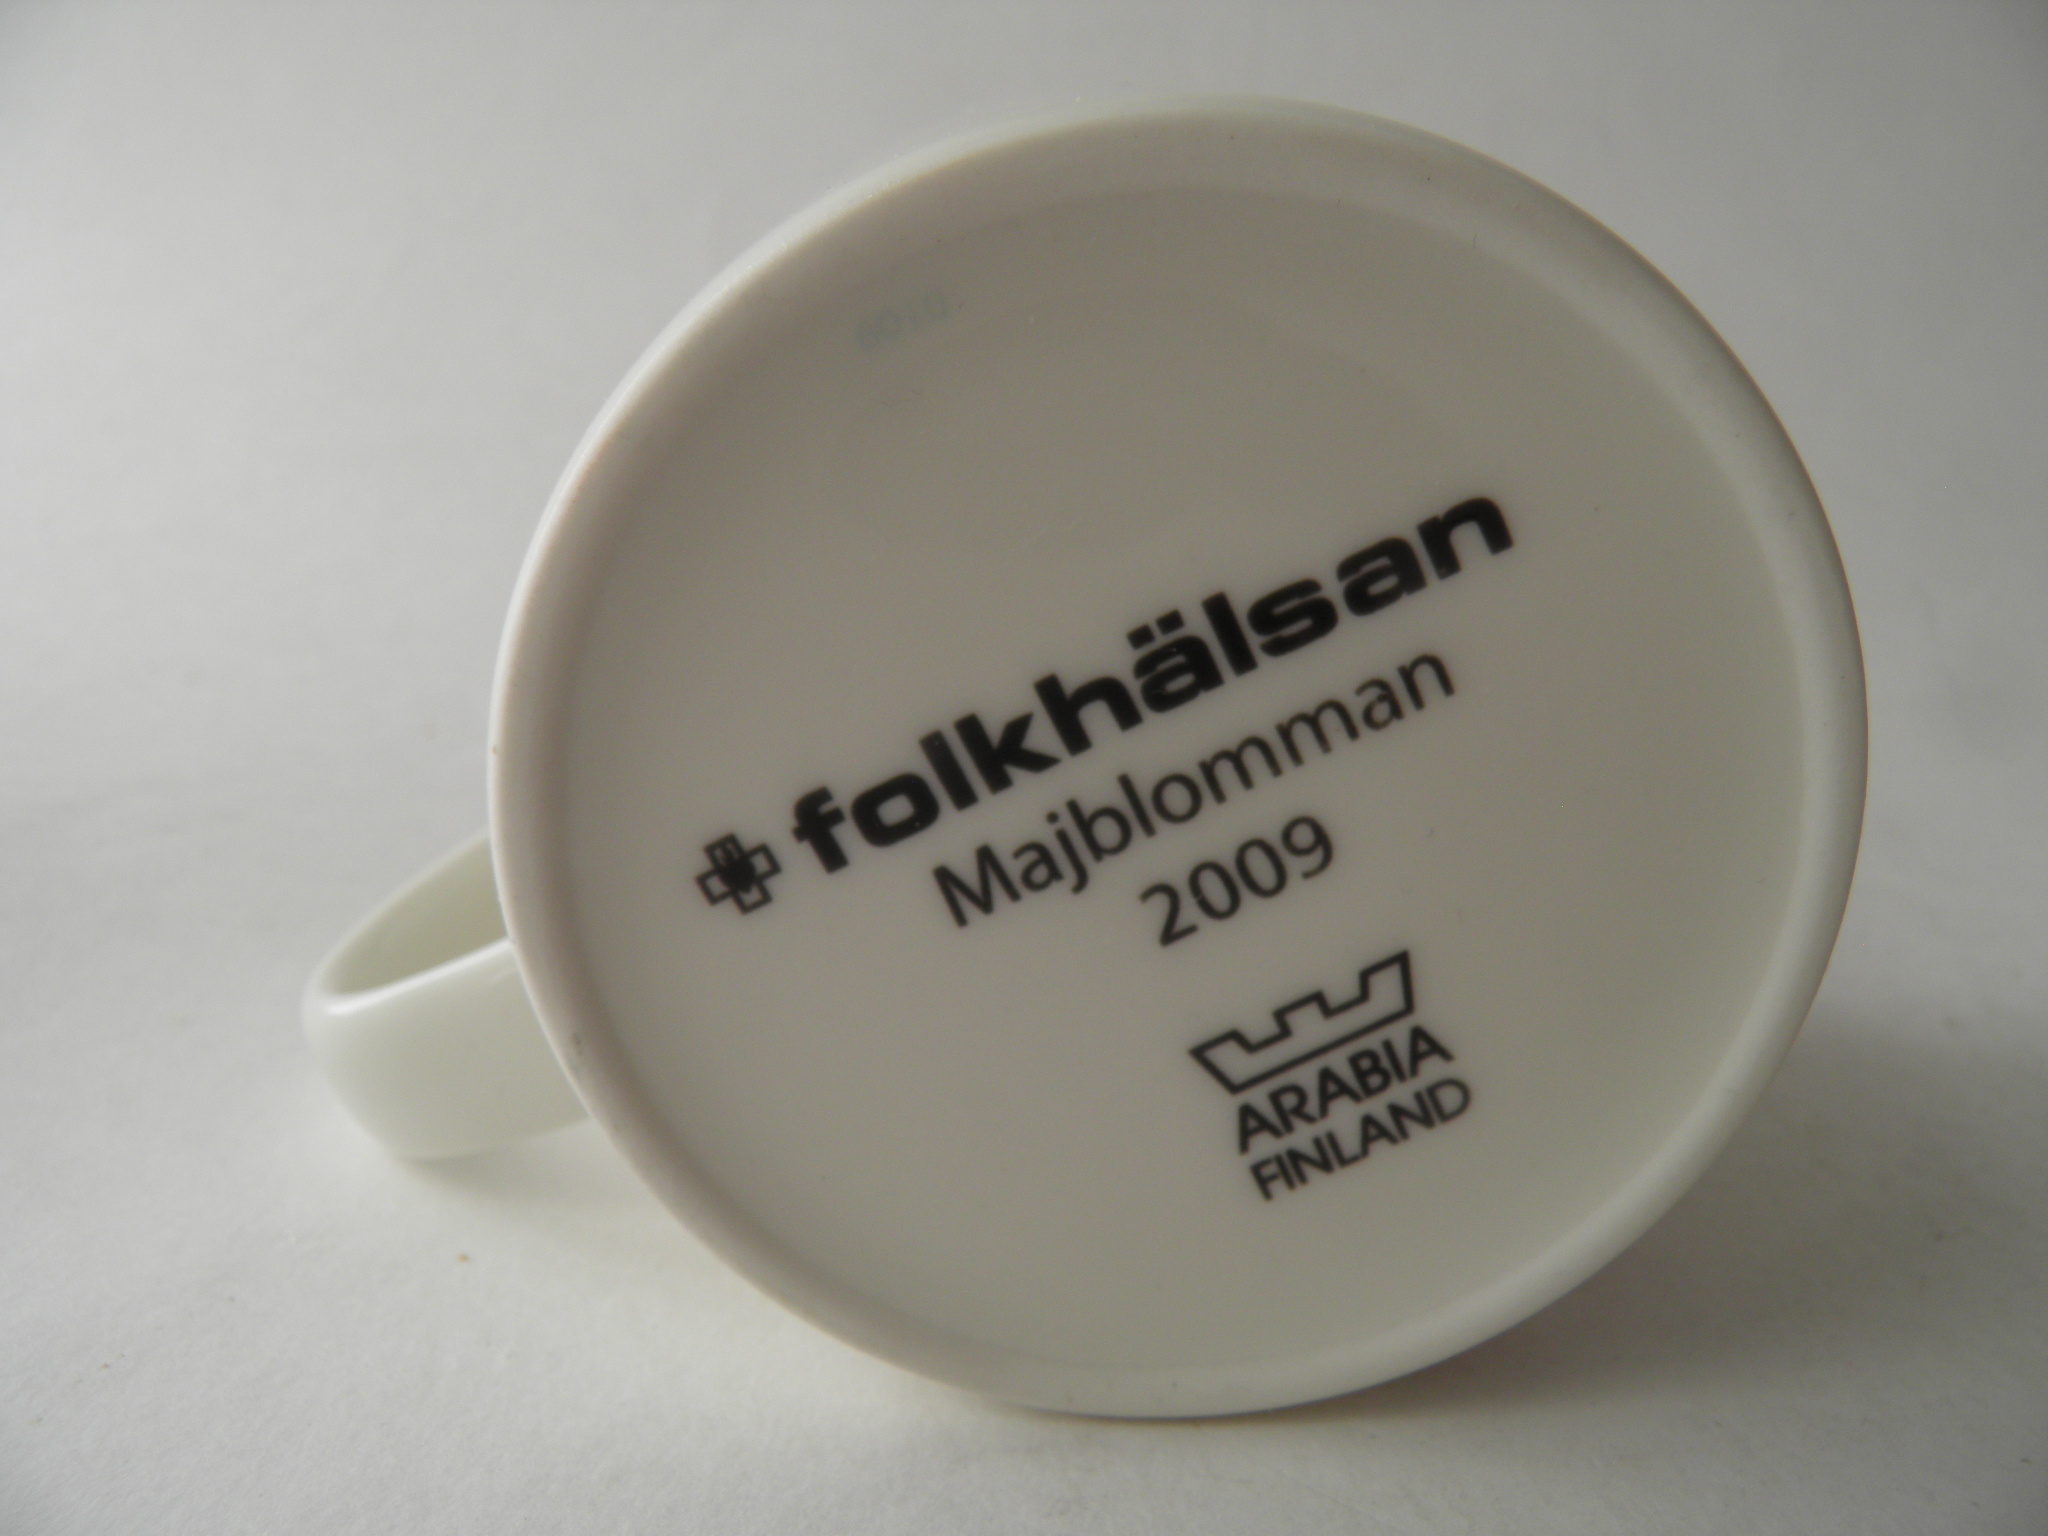 folkhälsan
Majblomman
2009
ARABIA
FINLAND